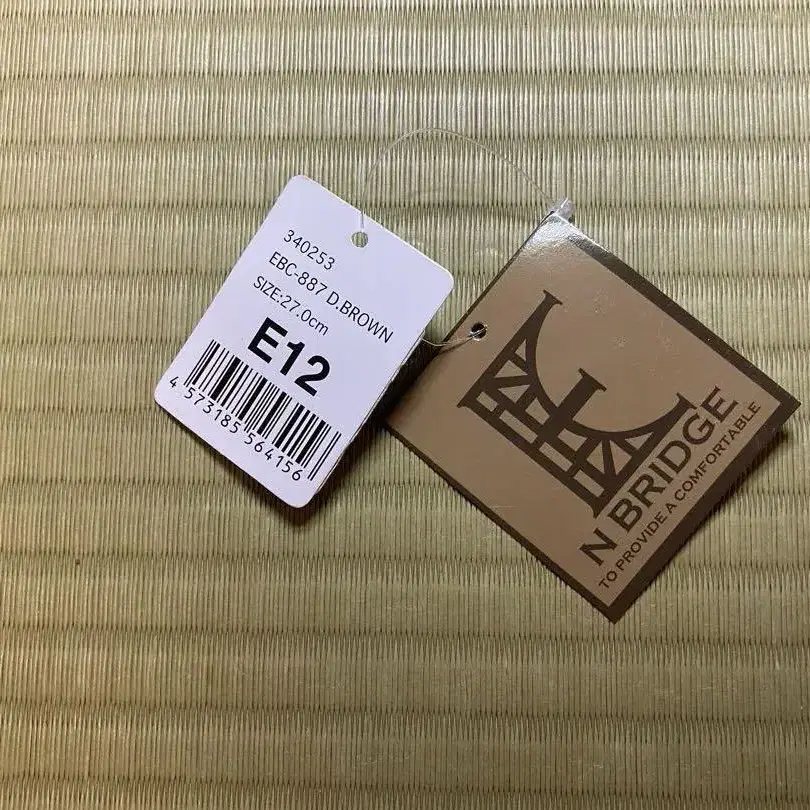 340253
EBC-887 D.BROWN
SIZE:27.0cm
E12
4 573185 564156
N BRIDGE
TO PROVIDE A COMFORTABLE